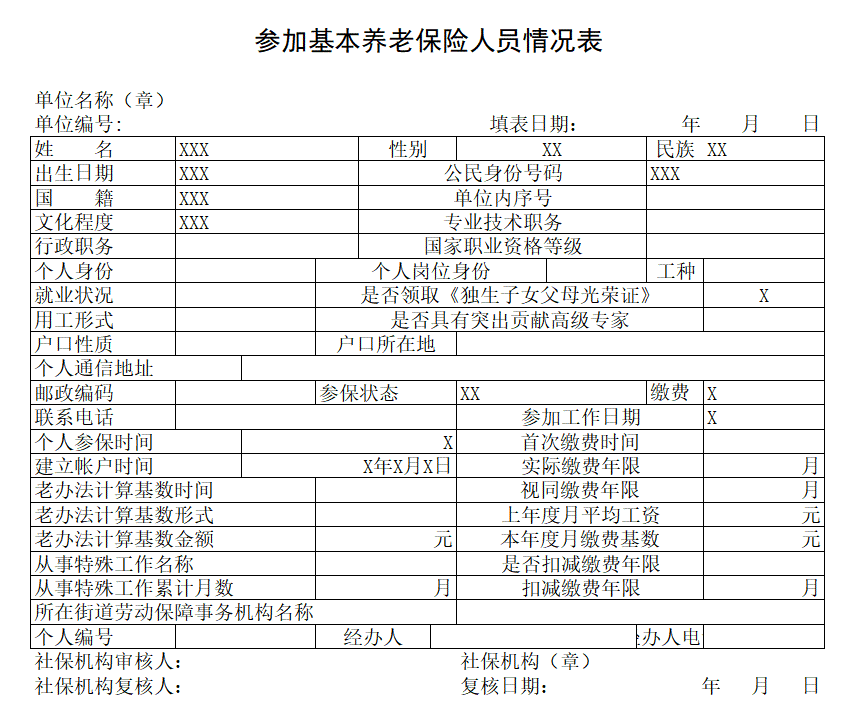 参加基本养老保险人员情况表
单位名称（章）
单位编号: 填表日期： 年 月 日
姓 名 XXX 性别 XX 民族 XX
出生日期 XXX 公民身份号码 XXX
国 籍 XXX 单位内序号
文化程度 XXX 专业技术职务
行政职务 国家职业资格等级
个人身份 个人岗位身份 工种
就业状况 是否领取《独生子女父母光荣证》 X
用工形式 是否具有突出贡献高级专家
户口性质 户口所在地
个人通信地址
邮政编码 参保状态 XX 缴费 X
联系电话 参加工作日期 X
个人参保时间 X 首次缴费时间
建立帐户时间 X年X月X日 实际缴费年限 月
老办法计算基数时间 视同缴费年限 月
老办法计算基数形式 上年度月平均工资 元
老办法计算基数金额 元 本年度月缴费基数 元
从事特殊工作名称 是否扣减缴费年限
从事特殊工作累计月数 月 扣减缴费年限 月
所在街道劳动保障事务机构名称
个人编号 经办人 办人电
社保机构审核人： 社保机构（章）
社保机构复核人： 复核日期： 年 月 日